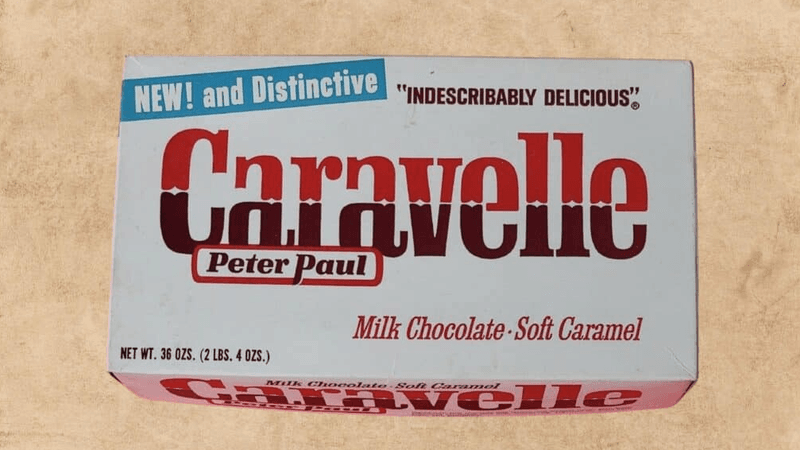 NEW! and Distinctive
"INDESCRIBABLY DELICIOUS"®
Caravelle
Peter Paul
Milk Chocolate · Soft Caramel
NET WT. 36 OZS. (2 LBS. 4 OZS.)
Milk Chocolate · Soft Caramel
Caravelle
Peter Paul